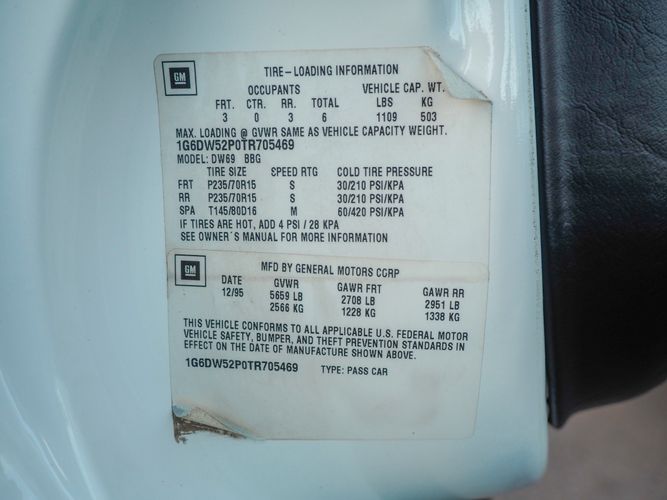 GM
TIRE-LOADING INFORMATION
OCCUPANTS VEHICLE CAP. WT.
FRT. CTR. RR. TOTAL LBS KG
3 0 3 6 1109 503
MAX. LOADING @ GVWR SAME AS VEHICLE CAPACITY WEIGHT.
1G6DW52P0TR705469
MODEL: DW69 BBG
TIRE SIZE SPEED RTG COLD TIRE PRESSURE
FRT P235/70R15 S 30/210 PSI/KPA
RR P235/70R15 S 30/210 PSI/KPA
SPA T145/80D16 M 60/420 PSI/KPA
IF TIRES ARE HOT, ADD 4 PSI / 28 KPA
SEE OWNER'S MANUAL FOR MORE INFORMATION
GM
MFD BY GENERAL MOTORS CORP
DATE GVWR GAWR FRT GAWR RR
12/95 5659 LB 2708 LB 2951 LB
2566 KG 1228 KG 1338 KG
THIS VEHICLE CONFORMS TO ALL APPLICABLE U.S. FEDERAL MOTOR
VEHICLE SAFETY, BUMPER, AND THEFT PREVENTION STANDARDS IN
EFFECT ON THE DATE OF MANUFACTURE SHOWN ABOVE.
1G6DW52P0TR705469 TYPE: PASS CAR